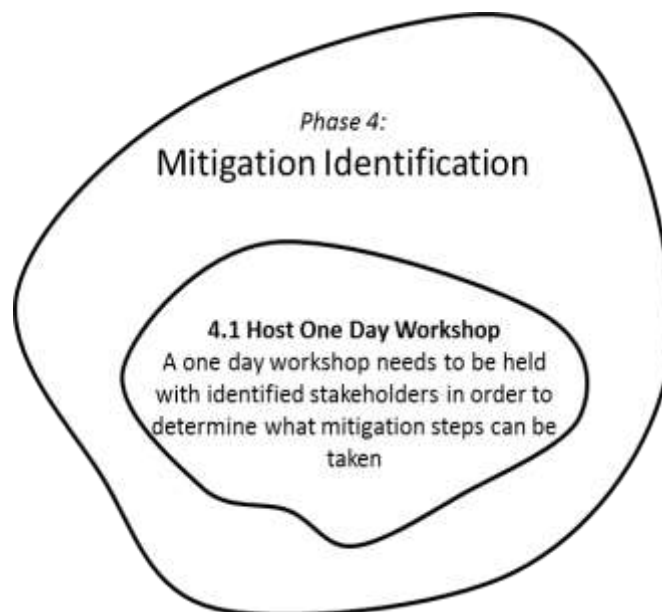 Phase 4:
Mitigation Identification
4.1 Host One Day Workshop
A one day workshop needs to be held
with identified stakeholders in order to
determine what mitigation steps can be
taken